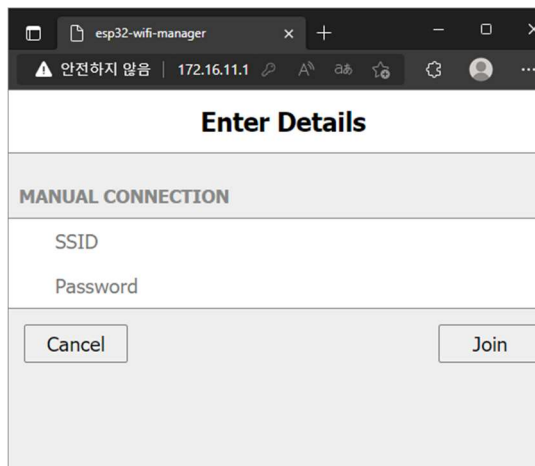 esp32-wifi-manager
안전하지 않음 172.16.11.1
Enter Details
MANUAL CONNECTION
SSID
Password
Cancel Join